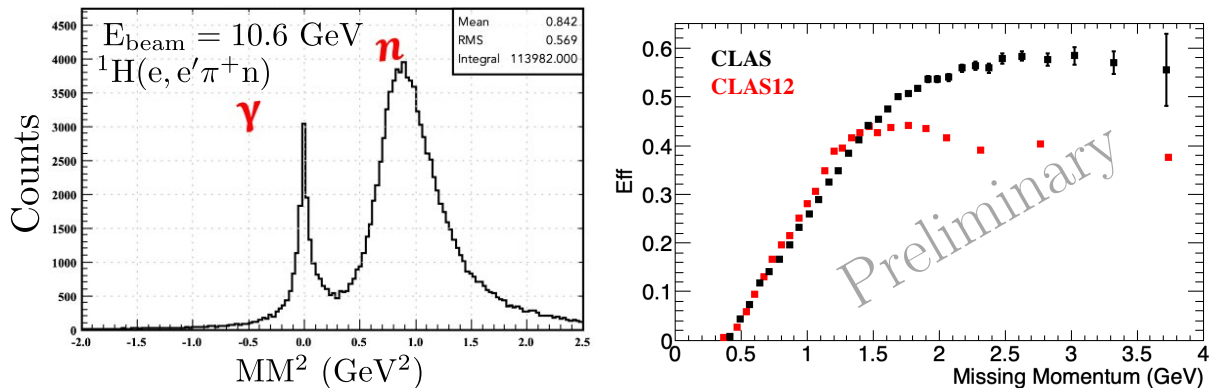 E_beam = 10.6 GeV
¹H(e, e′π⁺n)
γ
n
Mean 0.842
RMS 0.569
Integral 113982.000
Counts
4500
4000
3500
3000
2500
2000
1500
1000
500
0
-2.0 -1.5 -1.0 -0.5 0.0 0.5 1.0 1.5 2.0 2.5
MM² (GeV²)
CLAS
CLAS12
Preliminary
Eff
0.6
0.5
0.4
0.3
0.2
0.1
0
0 0.5 1 1.5 2 2.5 3 3.5 4
Missing Momentum (GeV)